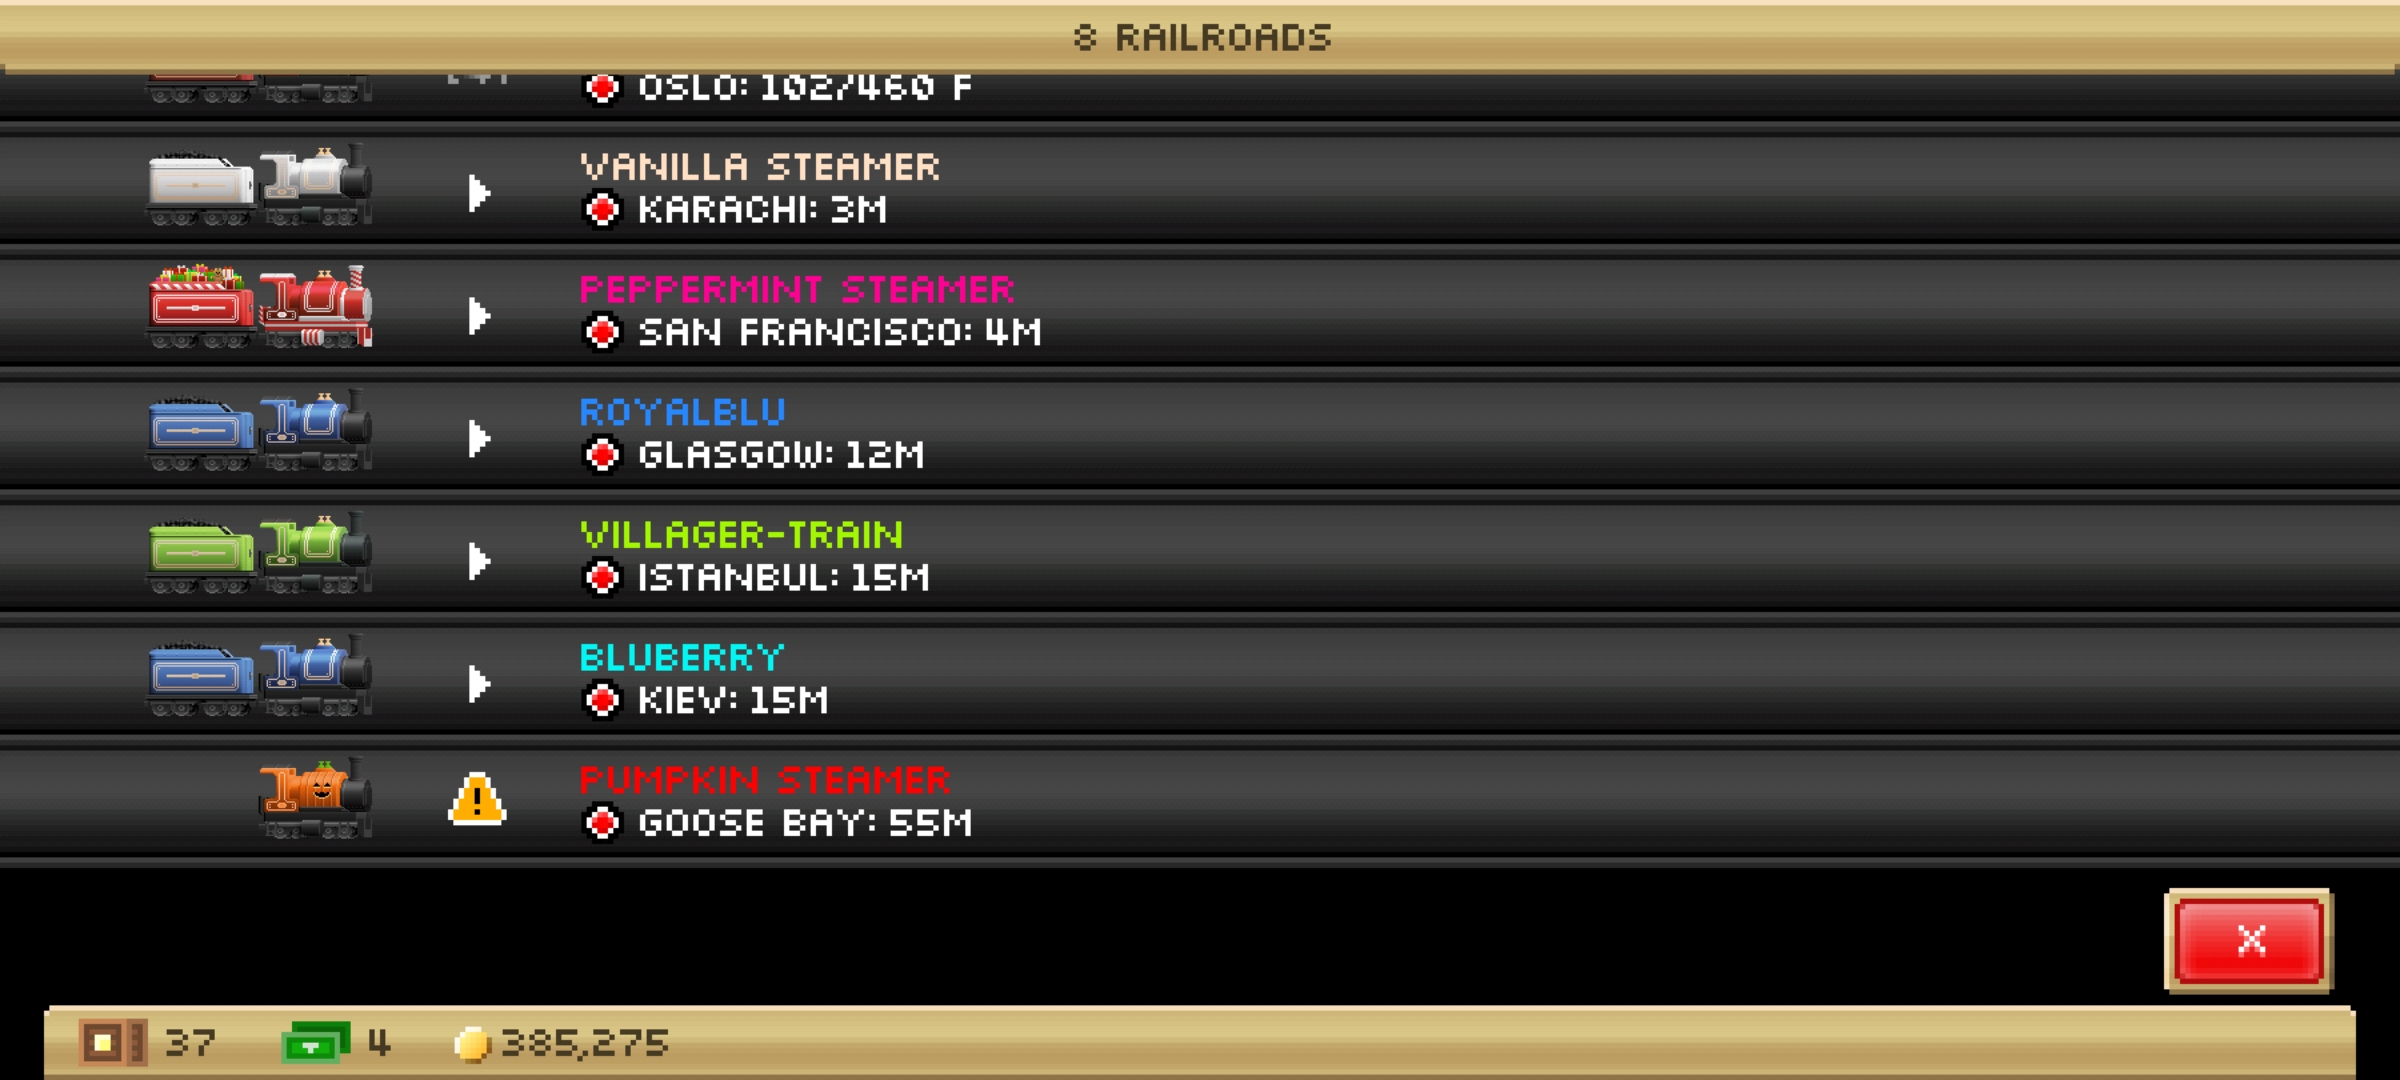 8 RAILROADS
OSLO: 102/460 F
VANILLA STEAMER
KARACHI: 3M
PEPPERMINT STEAMER
SAN FRANCISCO: 4M
ROYALBLU
GLASGOW: 12M
VILLAGER-TRAIN
ISTANBUL: 15M
BLUBERRY
KIEV: 15M
PUMPKIN STEAMER
GOOSE BAY: 55M
X
37 4 385,275